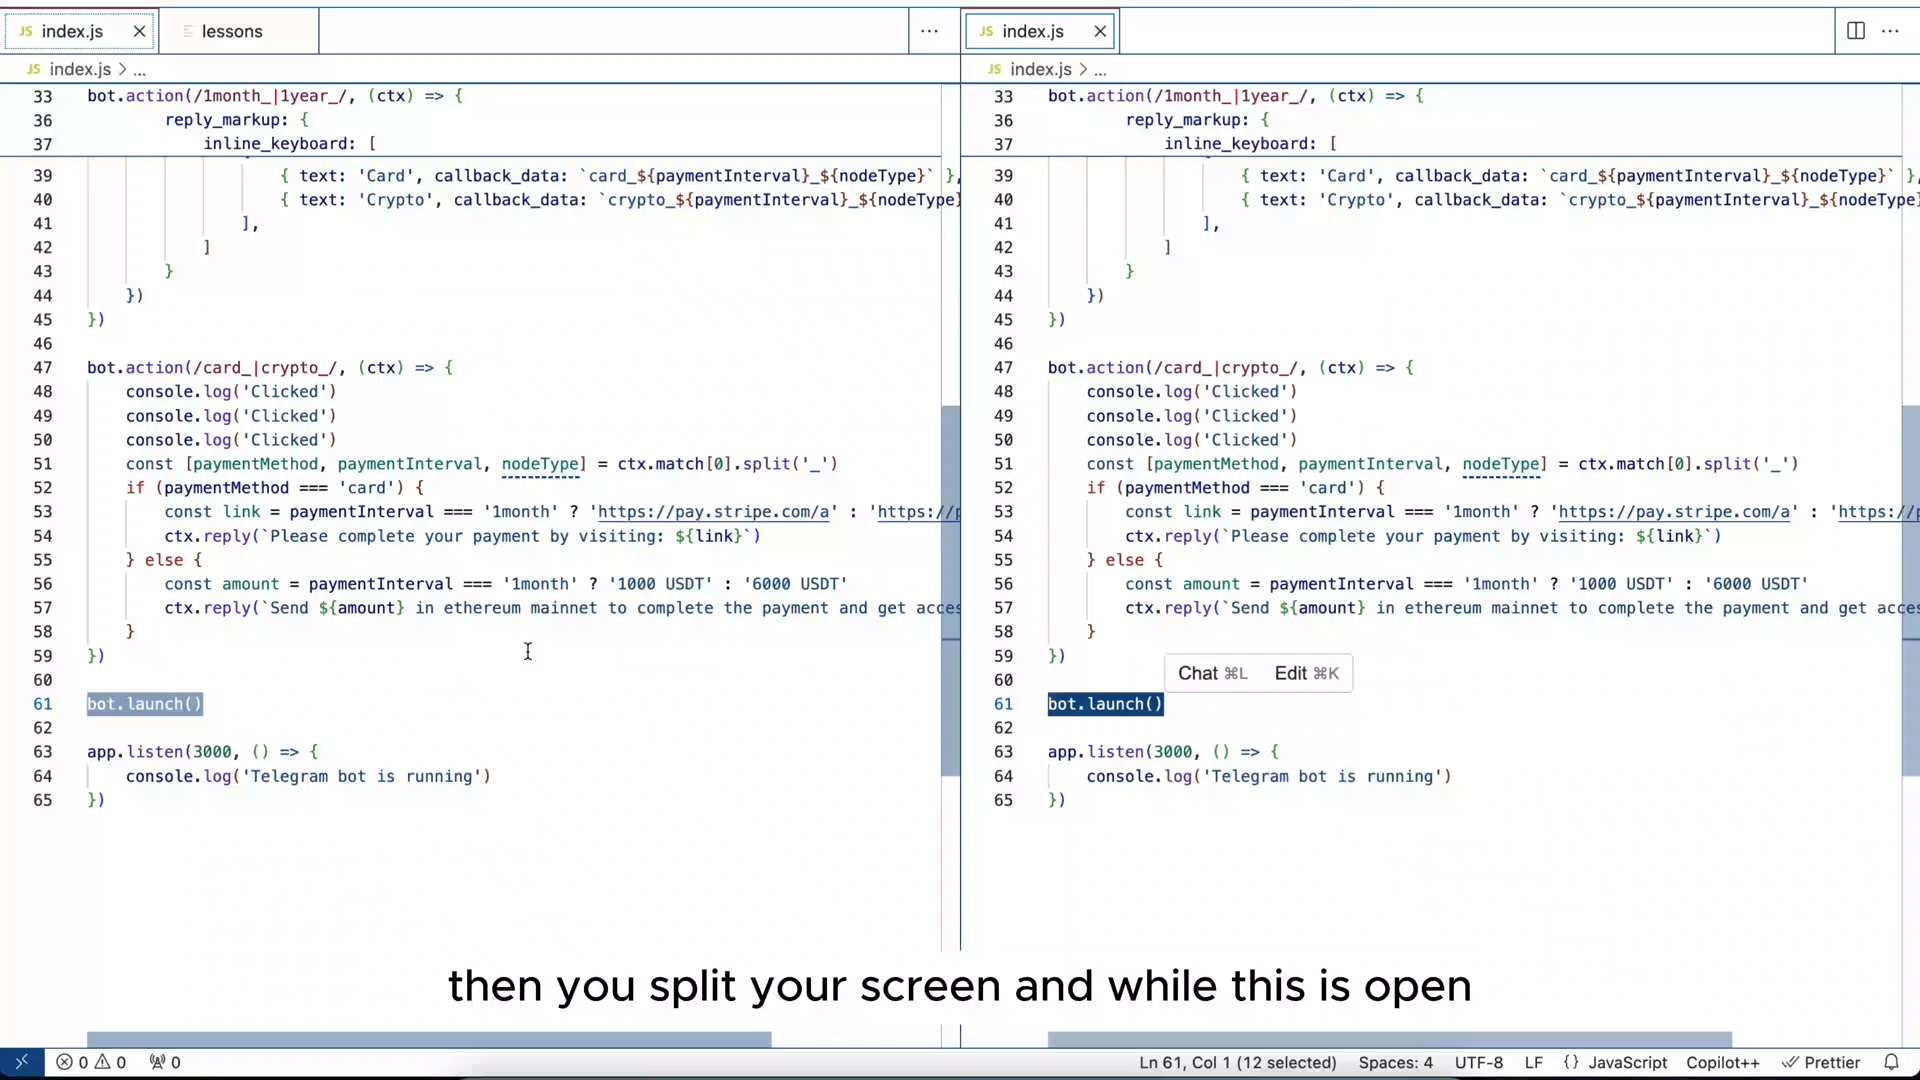 JS index.js
lessons
···
JS index.js > ...
33 bot.action(/1month_|1year_/, (ctx) => {
36 reply_markup: {
37 inline_keyboard: [
39 { text: 'Card', callback_data: `card_${paymentInterval}_${nodeType}` },
40 { text: 'Crypto', callback_data: `crypto_${paymentInterval}_${nodeType}
41 ],
42 ]
43 }
44 })
45 })
46
47 bot.action(/card_|crypto_/, (ctx) => {
48 console.log('Clicked')
49 console.log('Clicked')
50 console.log('Clicked')
51 const [paymentMethod, paymentInterval, nodeType] = ctx.match[0].split('_')
52 if (paymentMethod === 'card') {
53 const link = paymentInterval === '1month' ? 'https://pay.stripe.com/a' : 'https://p
54 ctx.reply(`Please complete your payment by visiting: ${link}`)
55 } else {
56 const amount = paymentInterval === '1month' ? '1000 USDT' : '6000 USDT'
57 ctx.reply(`Send ${amount} in ethereum mainnet to complete the payment and get acces
58 }
59 })
60
61 bot.launch()
62
63 app.listen(3000, () => {
64 console.log('Telegram bot is running')
65 })
JS index.js
···
JS index.js > ...
33 bot.action(/1month_|1year_/, (ctx) => {
36 reply_markup: {
37 inline_keyboard: [
39 { text: 'Card', callback_data: `card_${paymentInterval}_${nodeType}` },
40 { text: 'Crypto', callback_data: `crypto_${paymentInterval}_${nodeType}
41 ],
42 ]
43 }
44 })
45 })
46
47 bot.action(/card_|crypto_/, (ctx) => {
48 console.log('Clicked')
49 console.log('Clicked')
50 console.log('Clicked')
51 const [paymentMethod, paymentInterval, nodeType] = ctx.match[0].split('_')
52 if (paymentMethod === 'card') {
53 const link = paymentInterval === '1month' ? 'https://pay.stripe.com/a' : 'https://p
54 ctx.reply(`Please complete your payment by visiting: ${link}`)
55 } else {
56 const amount = paymentInterval === '1month' ? '1000 USDT' : '6000 USDT'
57 ctx.reply(`Send ${amount} in ethereum mainnet to complete the payment and get acces
58 }
59 })
60 Chat ⌘L Edit ⌘K
61 bot.launch()
62
63 app.listen(3000, () => {
64 console.log('Telegram bot is running')
65 })
then you split your screen and while this is open
0 0 0 Ln 61, Col 1 (12 selected) Spaces: 4 UTF-8 LF {} JavaScript Copilot++ Prettier